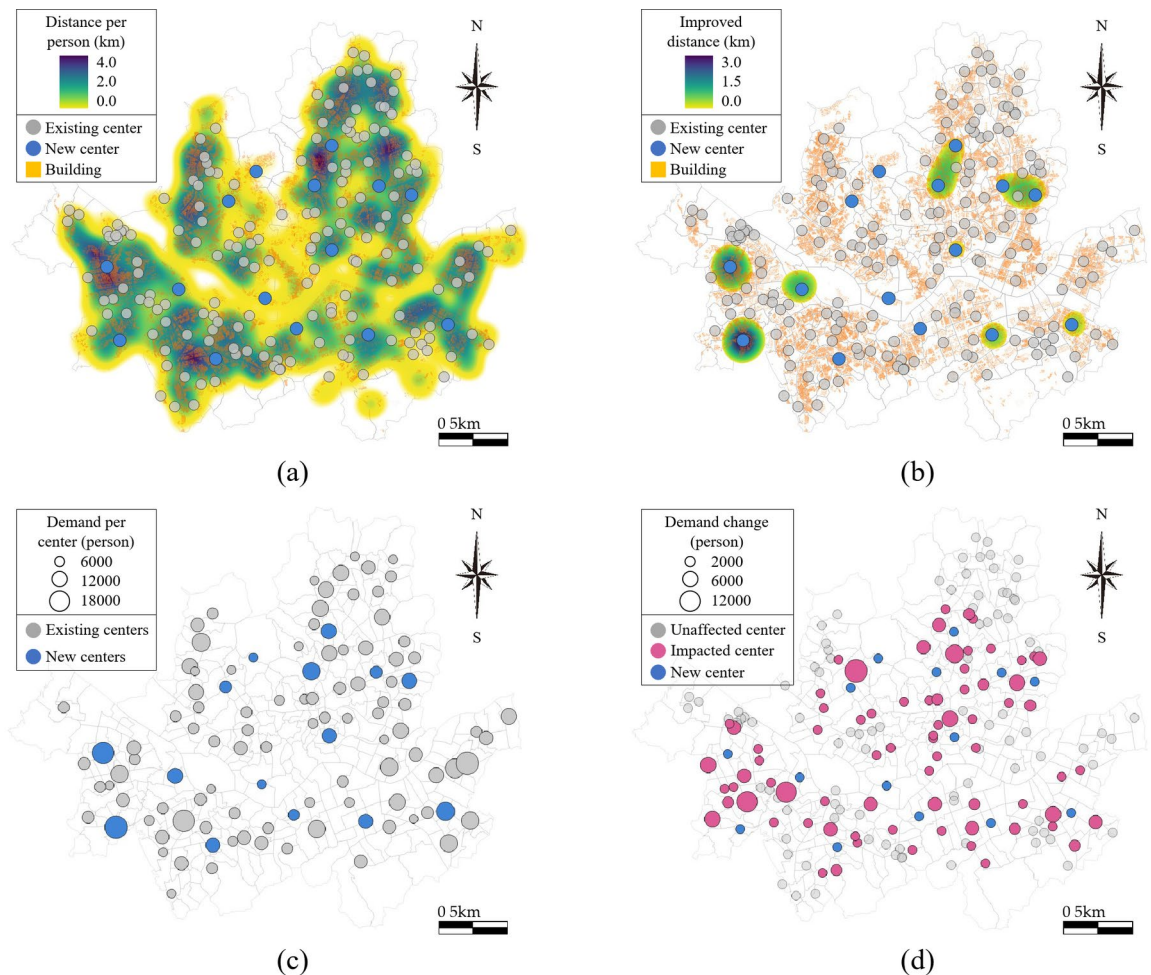 Distance per
person (km)
4.0
2.0
0.0
Existing center
New center
Building
N
S
0 5km
(a)
Improved
distance (km)
3.0
1.5
0.0
Existing center
New center
Building
N
S
0 5km
(b)
Demand per
center (person)
6000
12000
18000
Existing centers
New centers
N
S
0 5km
(c)
Demand change
(person)
2000
6000
12000
Unaffected center
Impacted center
New center
N
S
0 5km
(d)